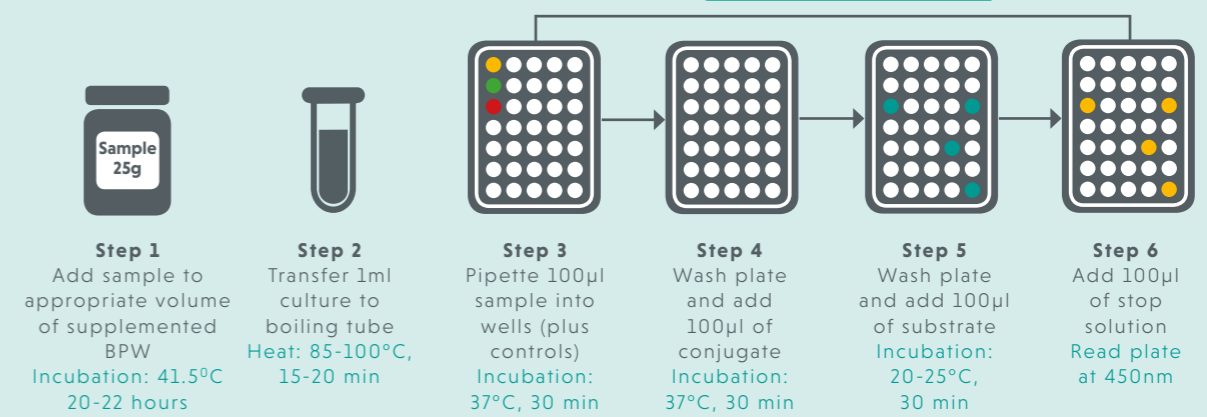 Sample
25g
Step 1
Add sample to
appropriate volume
of supplemented
BPW
Incubation: 41.5⁰C
20-22 hours
Step 2
Transfer 1ml
culture to
boiling tube
Heat: 85-100°C,
15-20 min
Step 3
Pipette 100µl
sample into
wells (plus
controls)
Incubation:
37°C, 30 min
Step 4
Wash plate
and add
100µl of
conjugate
Incubation:
37°C, 30 min
Step 5
Wash plate
and add 100µl
of substrate
Incubation:
20-25°C,
30 min
Step 6
Add 100µl
of stop
solution
Read plate
at 450nm